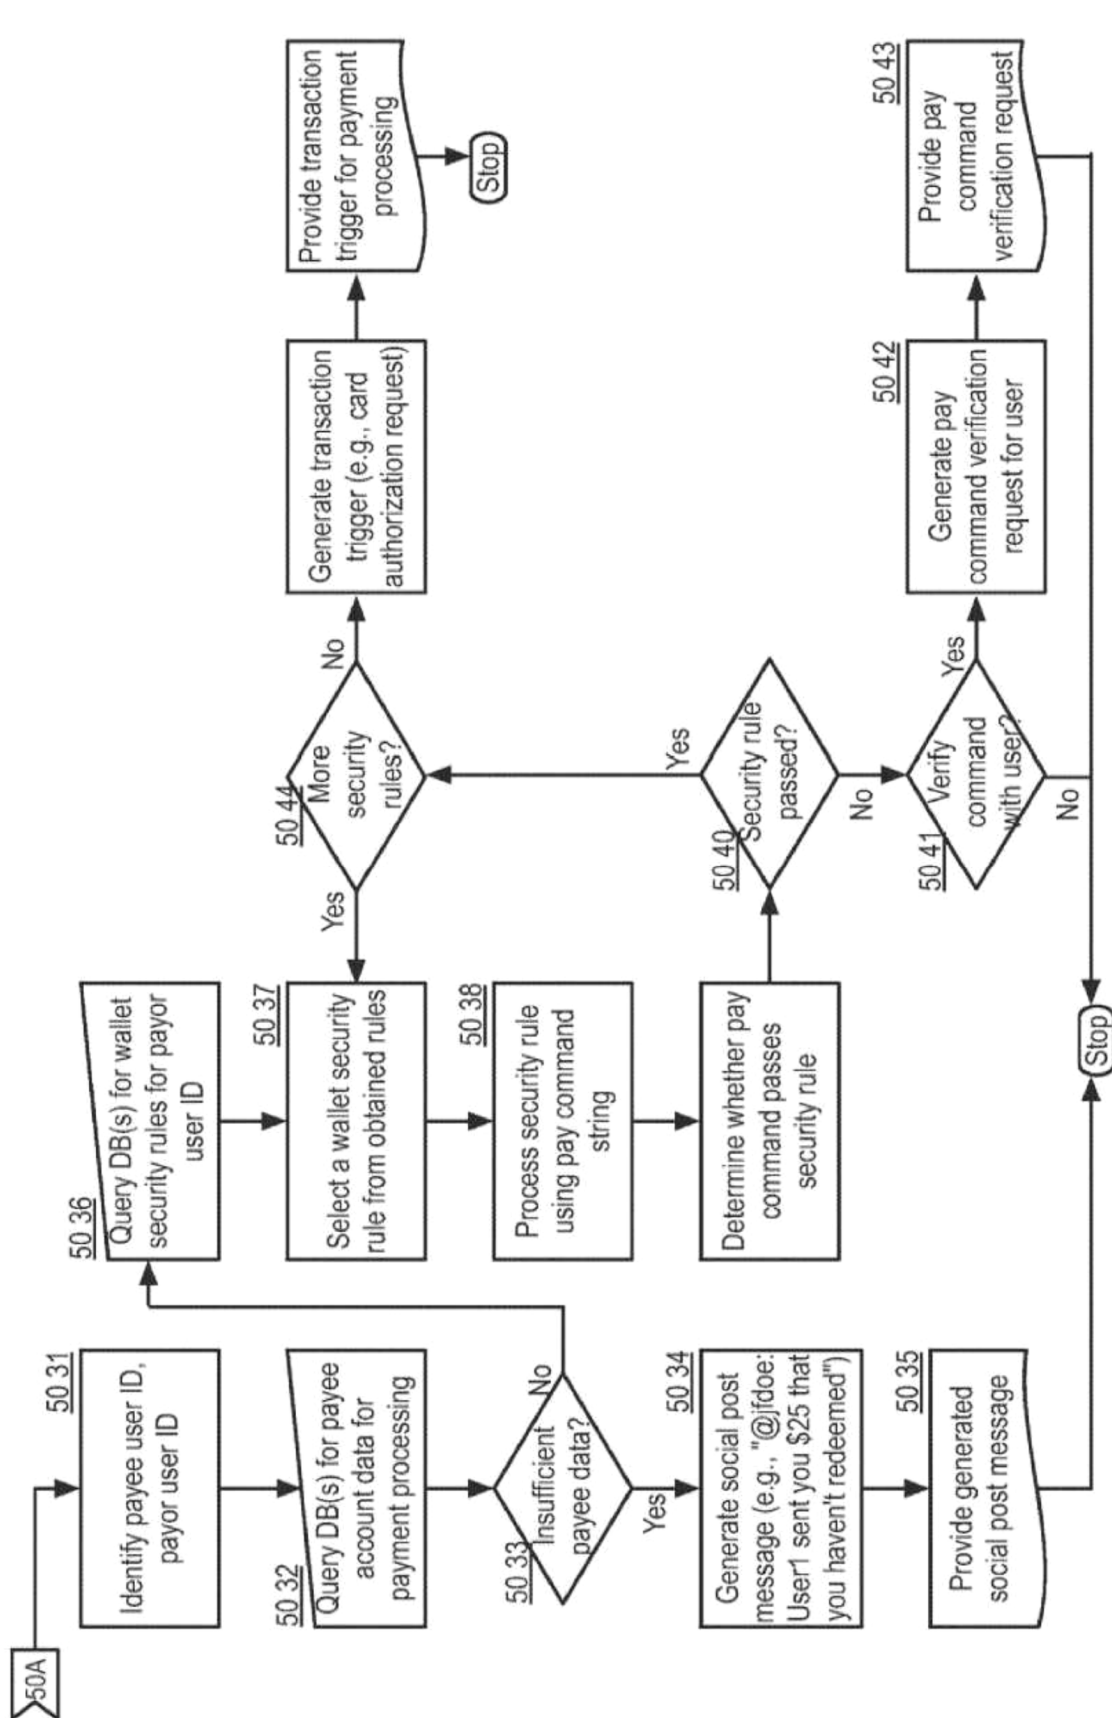 50A
50 31
Identify payee user ID,
payor user ID
50 32
Query DB(s) for payee
account data for
payment processing
50 33
Insufficient
payee data?
No
Yes
50 34
Generate social post
message (e.g., "@jfdoe:
User1 sent you $25 that
you haven't redeemed")
50 35
Provide generated
social post message
50 36
Query DB(s) for wallet
security rules for payor
user ID
50 37
Select a wallet security
rule from obtained rules
50 38
Process security rule
using pay command
string
Determine whether pay
command passes
security rule
50 40
Security rule
passed?
Yes
No
50 44
More
security
rules?
Yes
No
Generate transaction
trigger (e.g., card
authorization request)
Provide transaction
trigger for payment
processing
Stop
50 41
Verify
command
with user?
Yes
No
50 42
Generate pay
command verification
request for user
50 43
Provide pay
command
verification request
Stop